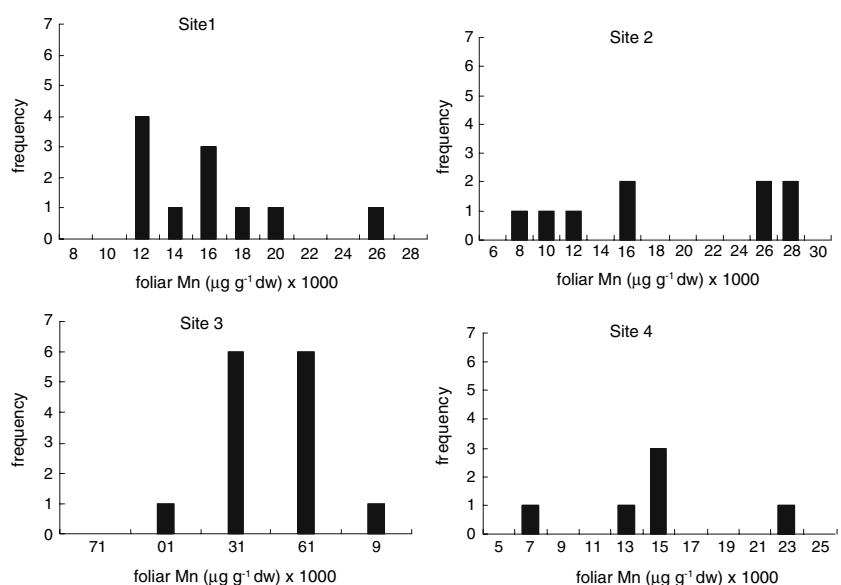 Site1
7
6
5
4
3
2
1
0
frequency
8 10 12 14 16 18 20 22 24 26 28
foliar Mn (µg g⁻¹ dw) x 1000
Site 2
7
6
5
4
3
2
1
0
frequency
6 8 10 12 14 16 18 20 22 24 26 28 30
foliar Mn (µg g⁻¹ dw) x 1000
Site 3
7
6
5
4
3
2
1
0
frequency
71 01 31 61 9
foliar Mn (µg g⁻¹ dw) x 1000
Site 4
7
6
5
4
3
2
1
0
frequency
5 7 9 11 13 15 17 19 21 23 25
foliar Mn (µg g⁻¹ dw) x 1000